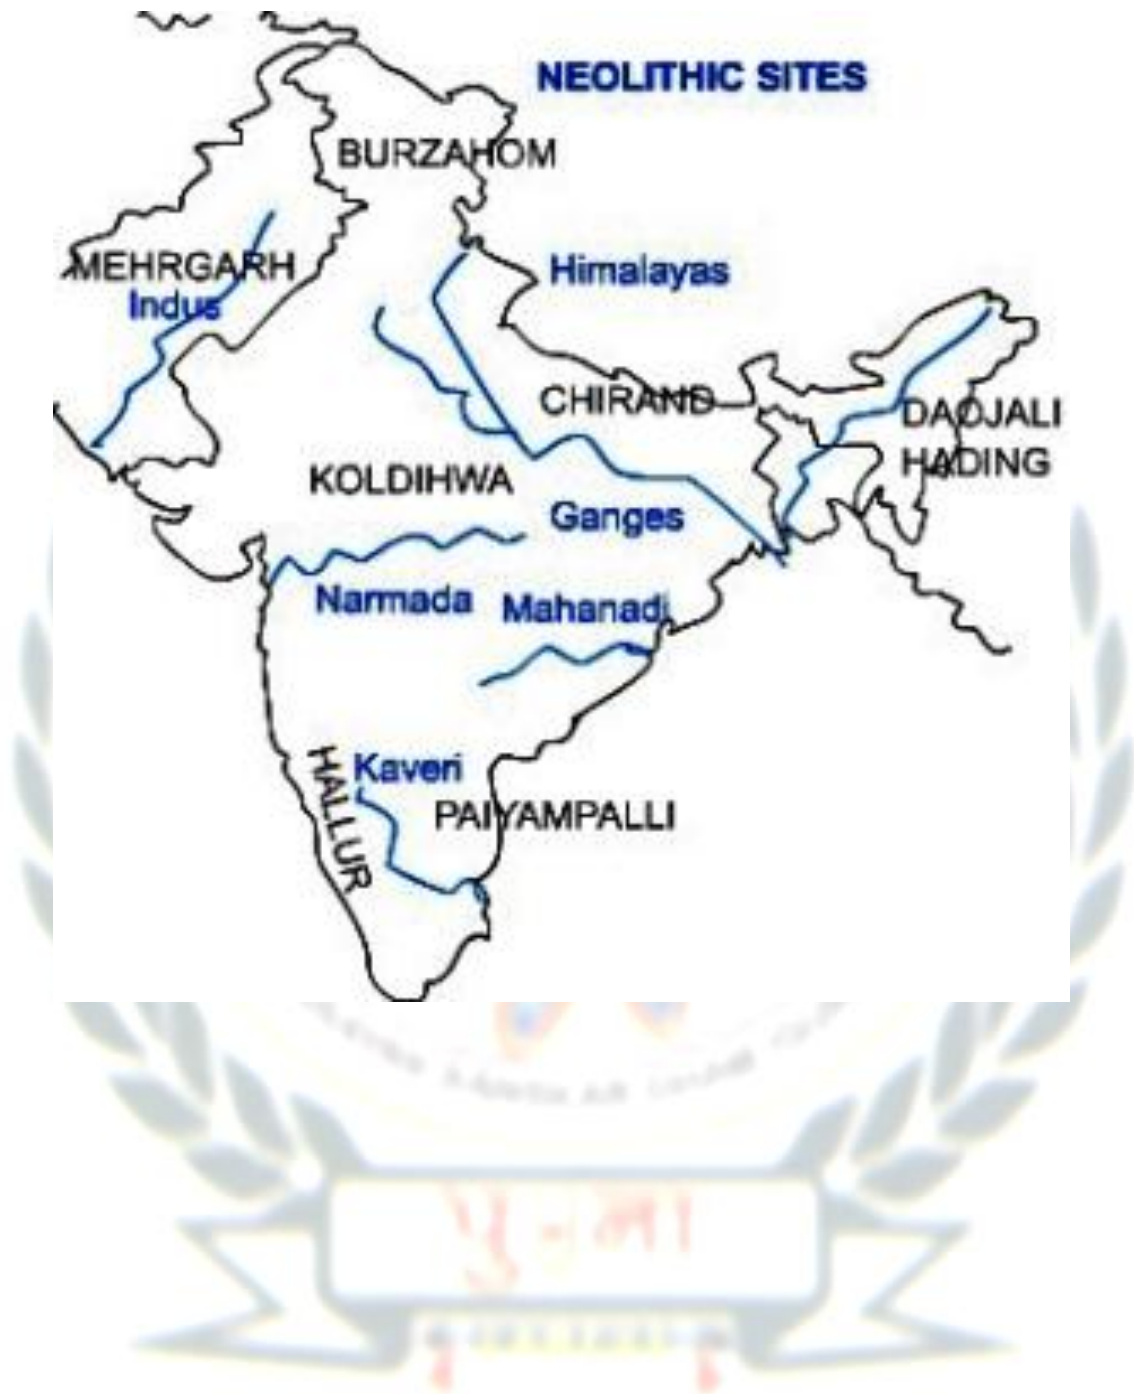 NEOLITHIC SITES
BURZAHOM
MEHRGARH
Indus
Himalayas
CHIRAND
DAOJALI
HADING
KOLDIHWA
Ganges
Narmada
Mahanadi
HALLUR
Kaveri
PAIYAMPALLI